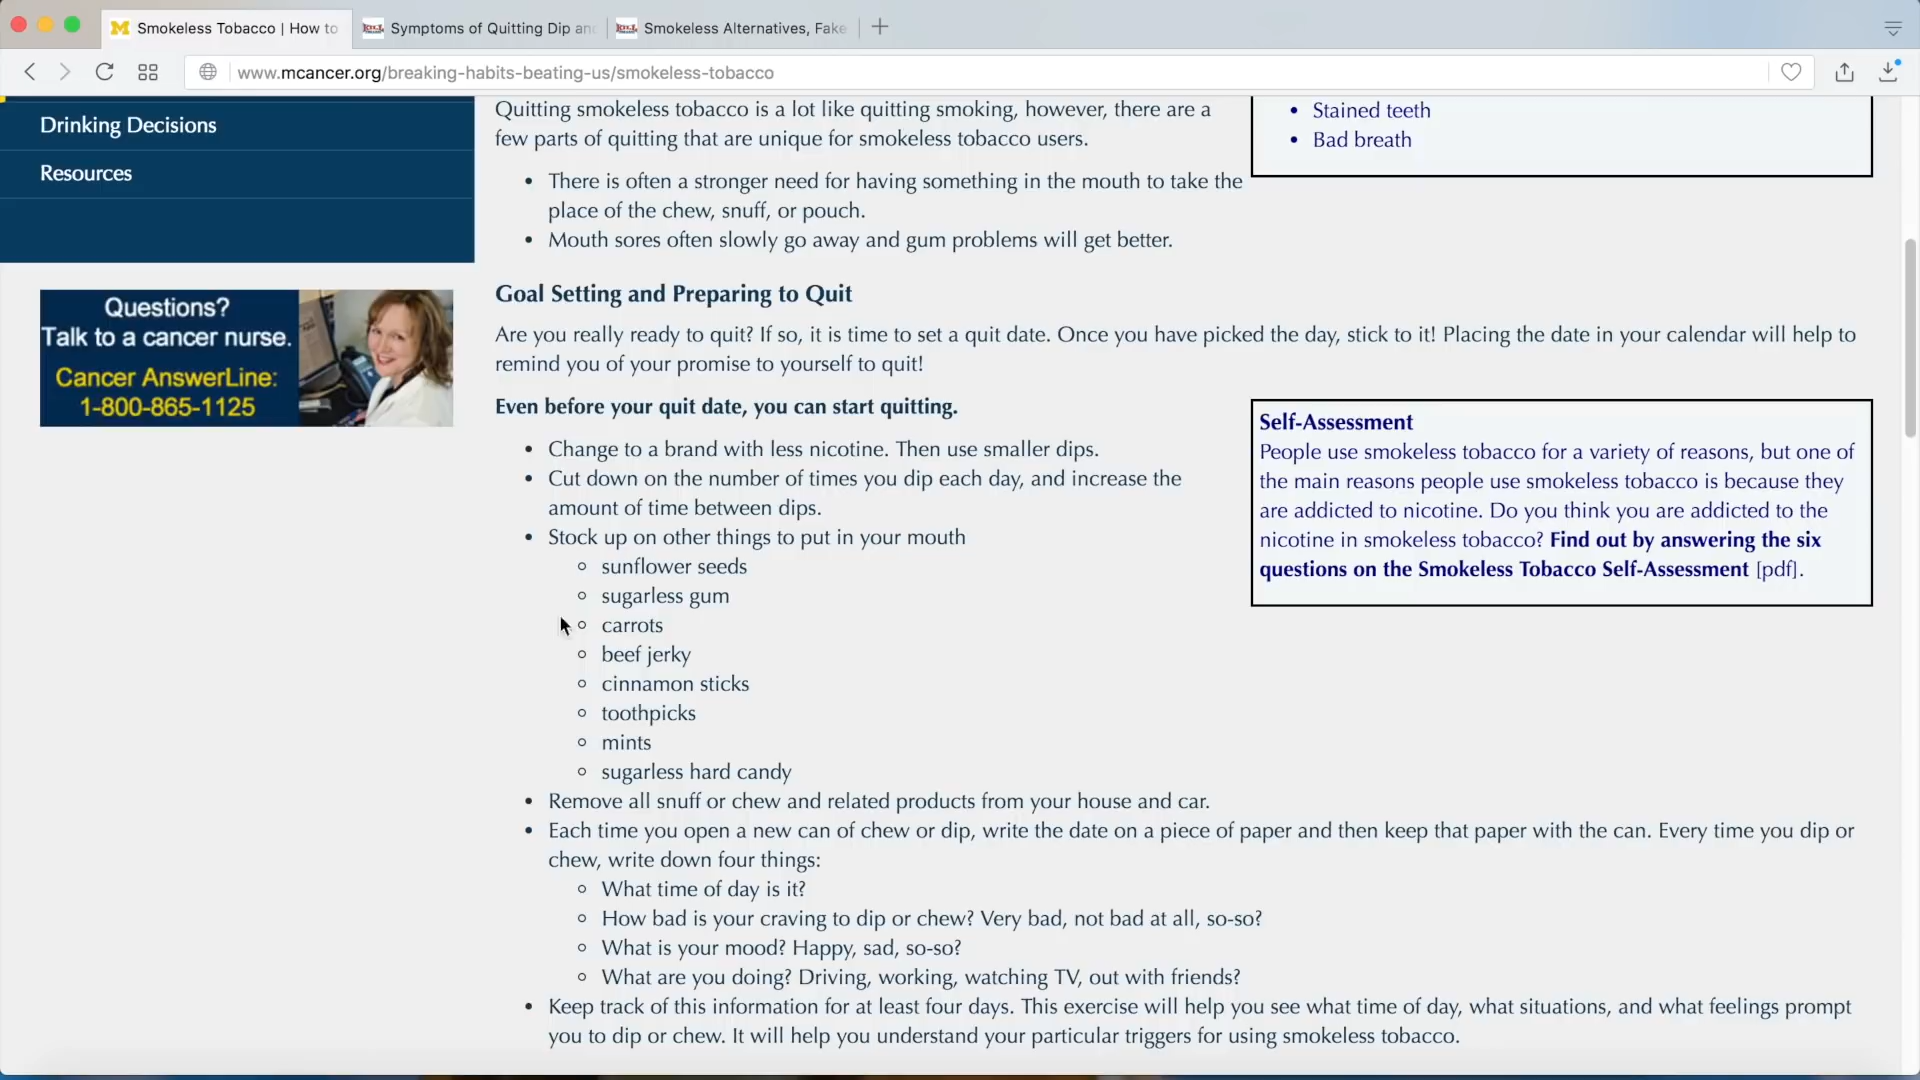 Smokeless Tobacco | How to
Symptoms of Quitting Dip an
Smokeless Alternatives, Fake
www.mcancer.org/breaking-habits-beating-us/smokeless-tobacco
Drinking Decisions
Resources
Questions?
Talk to a cancer nurse.
Cancer AnswerLine:
1-800-865-1125
Quitting smokeless tobacco is a lot like quitting smoking, however, there are a
few parts of quitting that are unique for smokeless tobacco users.
• There is often a stronger need for having something in the mouth to take the
place of the chew, snuff, or pouch.
• Mouth sores often slowly go away and gum problems will get better.
• Stained teeth
• Bad breath
Goal Setting and Preparing to Quit
Are you really ready to quit? If so, it is time to set a quit date. Once you have picked the day, stick to it! Placing the date in your calendar will help to
remind you of your promise to yourself to quit!
Even before your quit date, you can start quitting.
• Change to a brand with less nicotine. Then use smaller dips.
• Cut down on the number of times you dip each day, and increase the
amount of time between dips.
• Stock up on other things to put in your mouth
◦ sunflower seeds
◦ sugarless gum
◦ carrots
◦ beef jerky
◦ cinnamon sticks
◦ toothpicks
◦ mints
◦ sugarless hard candy
Self-Assessment
People use smokeless tobacco for a variety of reasons, but one of
the main reasons people use smokeless tobacco is because they
are addicted to nicotine. Do you think you are addicted to the
nicotine in smokeless tobacco? Find out by answering the six
questions on the Smokeless Tobacco Self-Assessment [pdf].
• Remove all snuff or chew and related products from your house and car.
• Each time you open a new can of chew or dip, write the date on a piece of paper and then keep that paper with the can. Every time you dip or
chew, write down four things:
◦ What time of day is it?
◦ How bad is your craving to dip or chew? Very bad, not bad at all, so-so?
◦ What is your mood? Happy, sad, so-so?
◦ What are you doing? Driving, working, watching TV, out with friends?
• Keep track of this information for at least four days. This exercise will help you see what time of day, what situations, and what feelings prompt
you to dip or chew. It will help you understand your particular triggers for using smokeless tobacco.